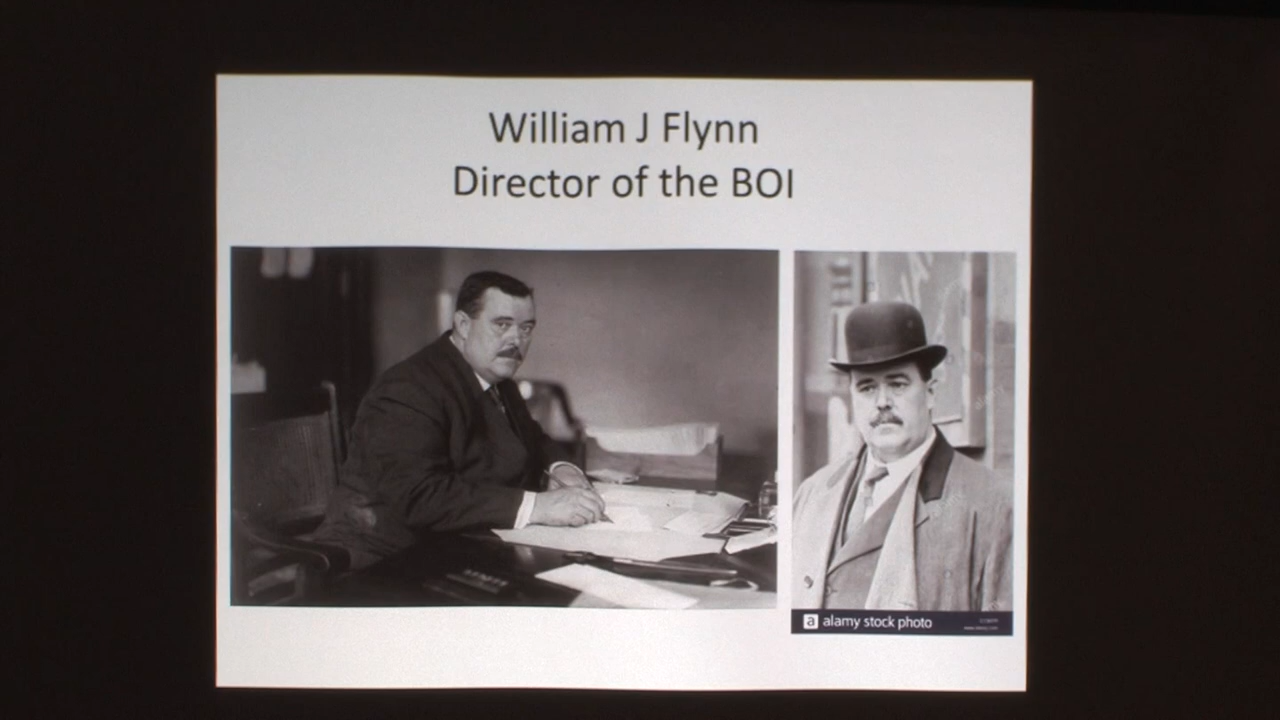 William J Flynn
Director of the BOI
a alamy stock photo